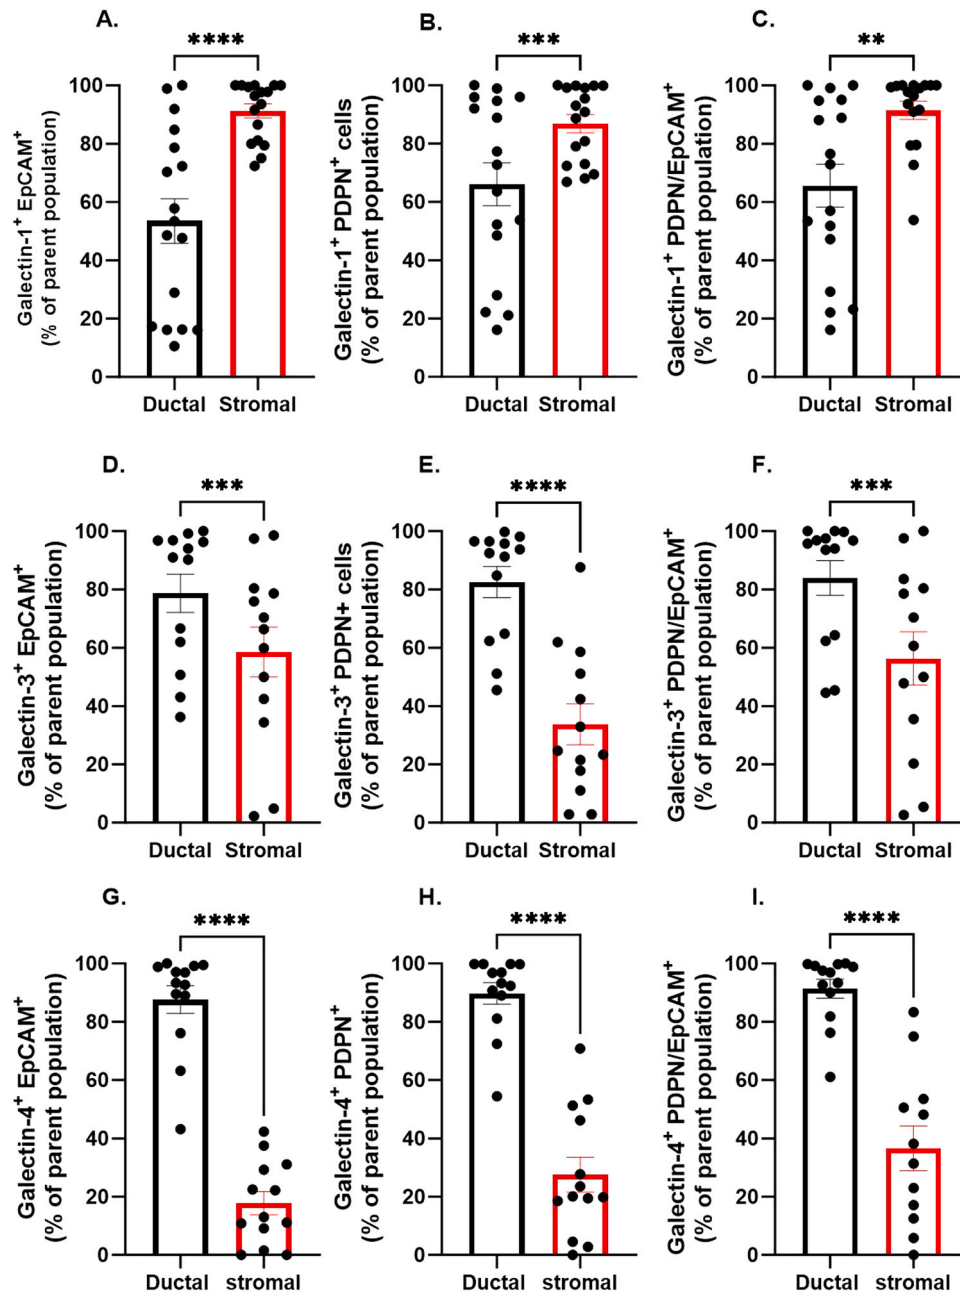 A.
****
Galectin-1⁺ EpCAM⁺
(% of parent population)
100
80
60
40
20
0
Ductal Stromal
B.
***
Galectin-1⁺ PDPN⁺ cells
(% of parent population)
100
80
60
40
20
0
Ductal Stromal
C.
**
Galectin-1⁺ PDPN/EpCAM⁺
(% of parent population)
100
80
60
40
20
0
Ductal Stromal
D.
***
Galectin-3⁺ EpCAM⁺
(% of parent population)
100
80
60
40
20
0
Ductal Stromal
E.
****
Galectin-3⁺ PDPN+ cells
(% of parent population)
100
80
60
40
20
0
Ductal Stromal
F.
***
Galectin-3⁺ PDPN/EpCAM⁺
(% of parent population)
100
80
60
40
20
0
Ductal Stromal
G.
****
Galectin-4⁺ EpCAM⁺
(% of parent population)
100
80
60
40
20
0
Ductal stromal
H.
****
Galectin-4⁺ PDPN⁺
(% of parent population)
100
80
60
40
20
0
Ductal stromal
I.
****
Galectin-4⁺ PDPN/EpCAM⁺
(% of parent population)
100
80
60
40
20
0
Ductal stromal